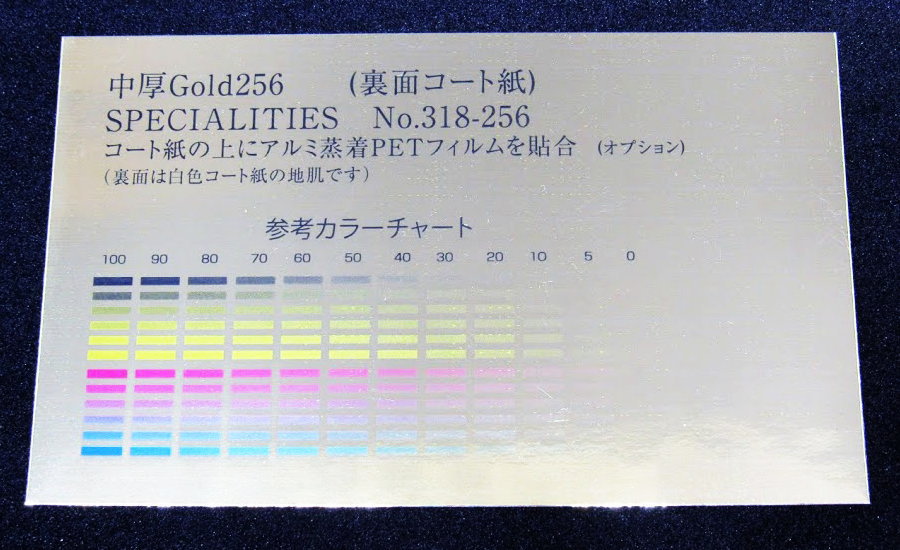 中厚Gold256 (裏面コート紙)
SPECIALITIES No.318-256
コート紙の上にアルミ蒸着PETフィルムを貼合 (オプション)
(裏面は白色コート紙の地肌です)
参考カラーチャート
100 90 80 70 60 50 40 30 20 10 5 0